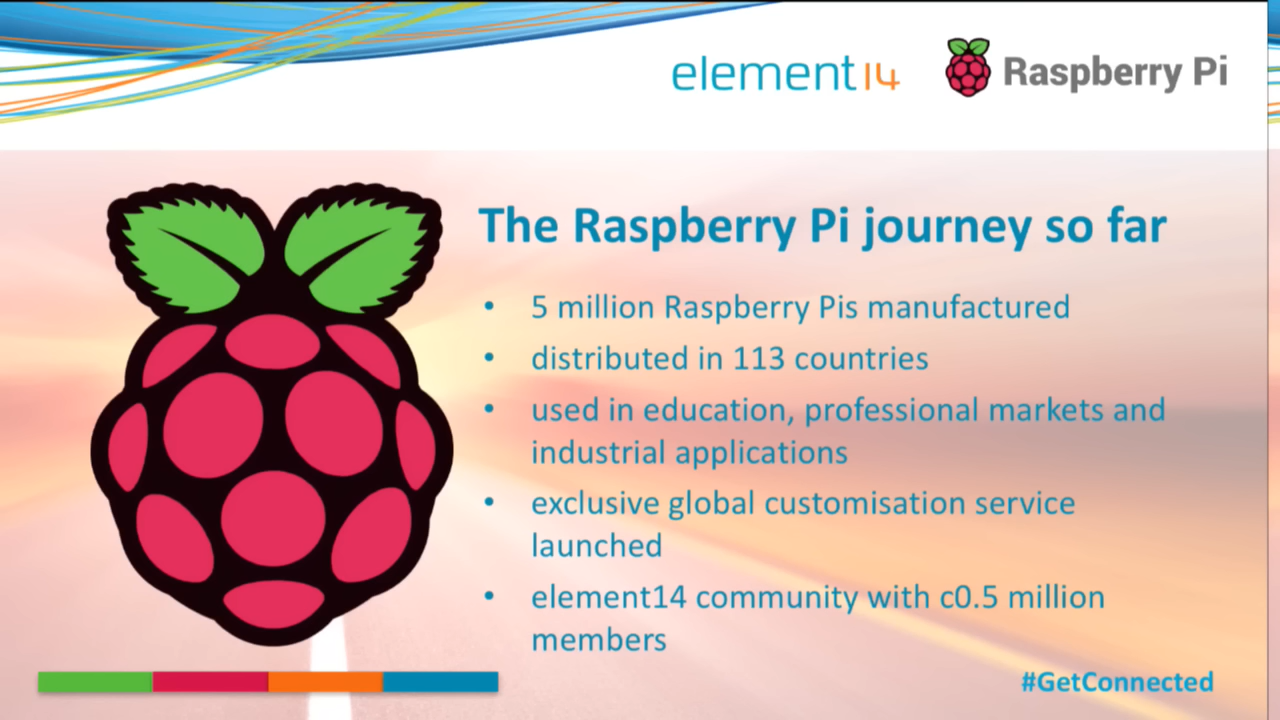 element14 Raspberry Pi
The Raspberry Pi journey so far
• 5 million Raspberry Pis manufactured
• distributed in 113 countries
• used in education, professional markets and
industrial applications
• exclusive global customisation service
launched
• element14 community with c0.5 million
members
#GetConnected